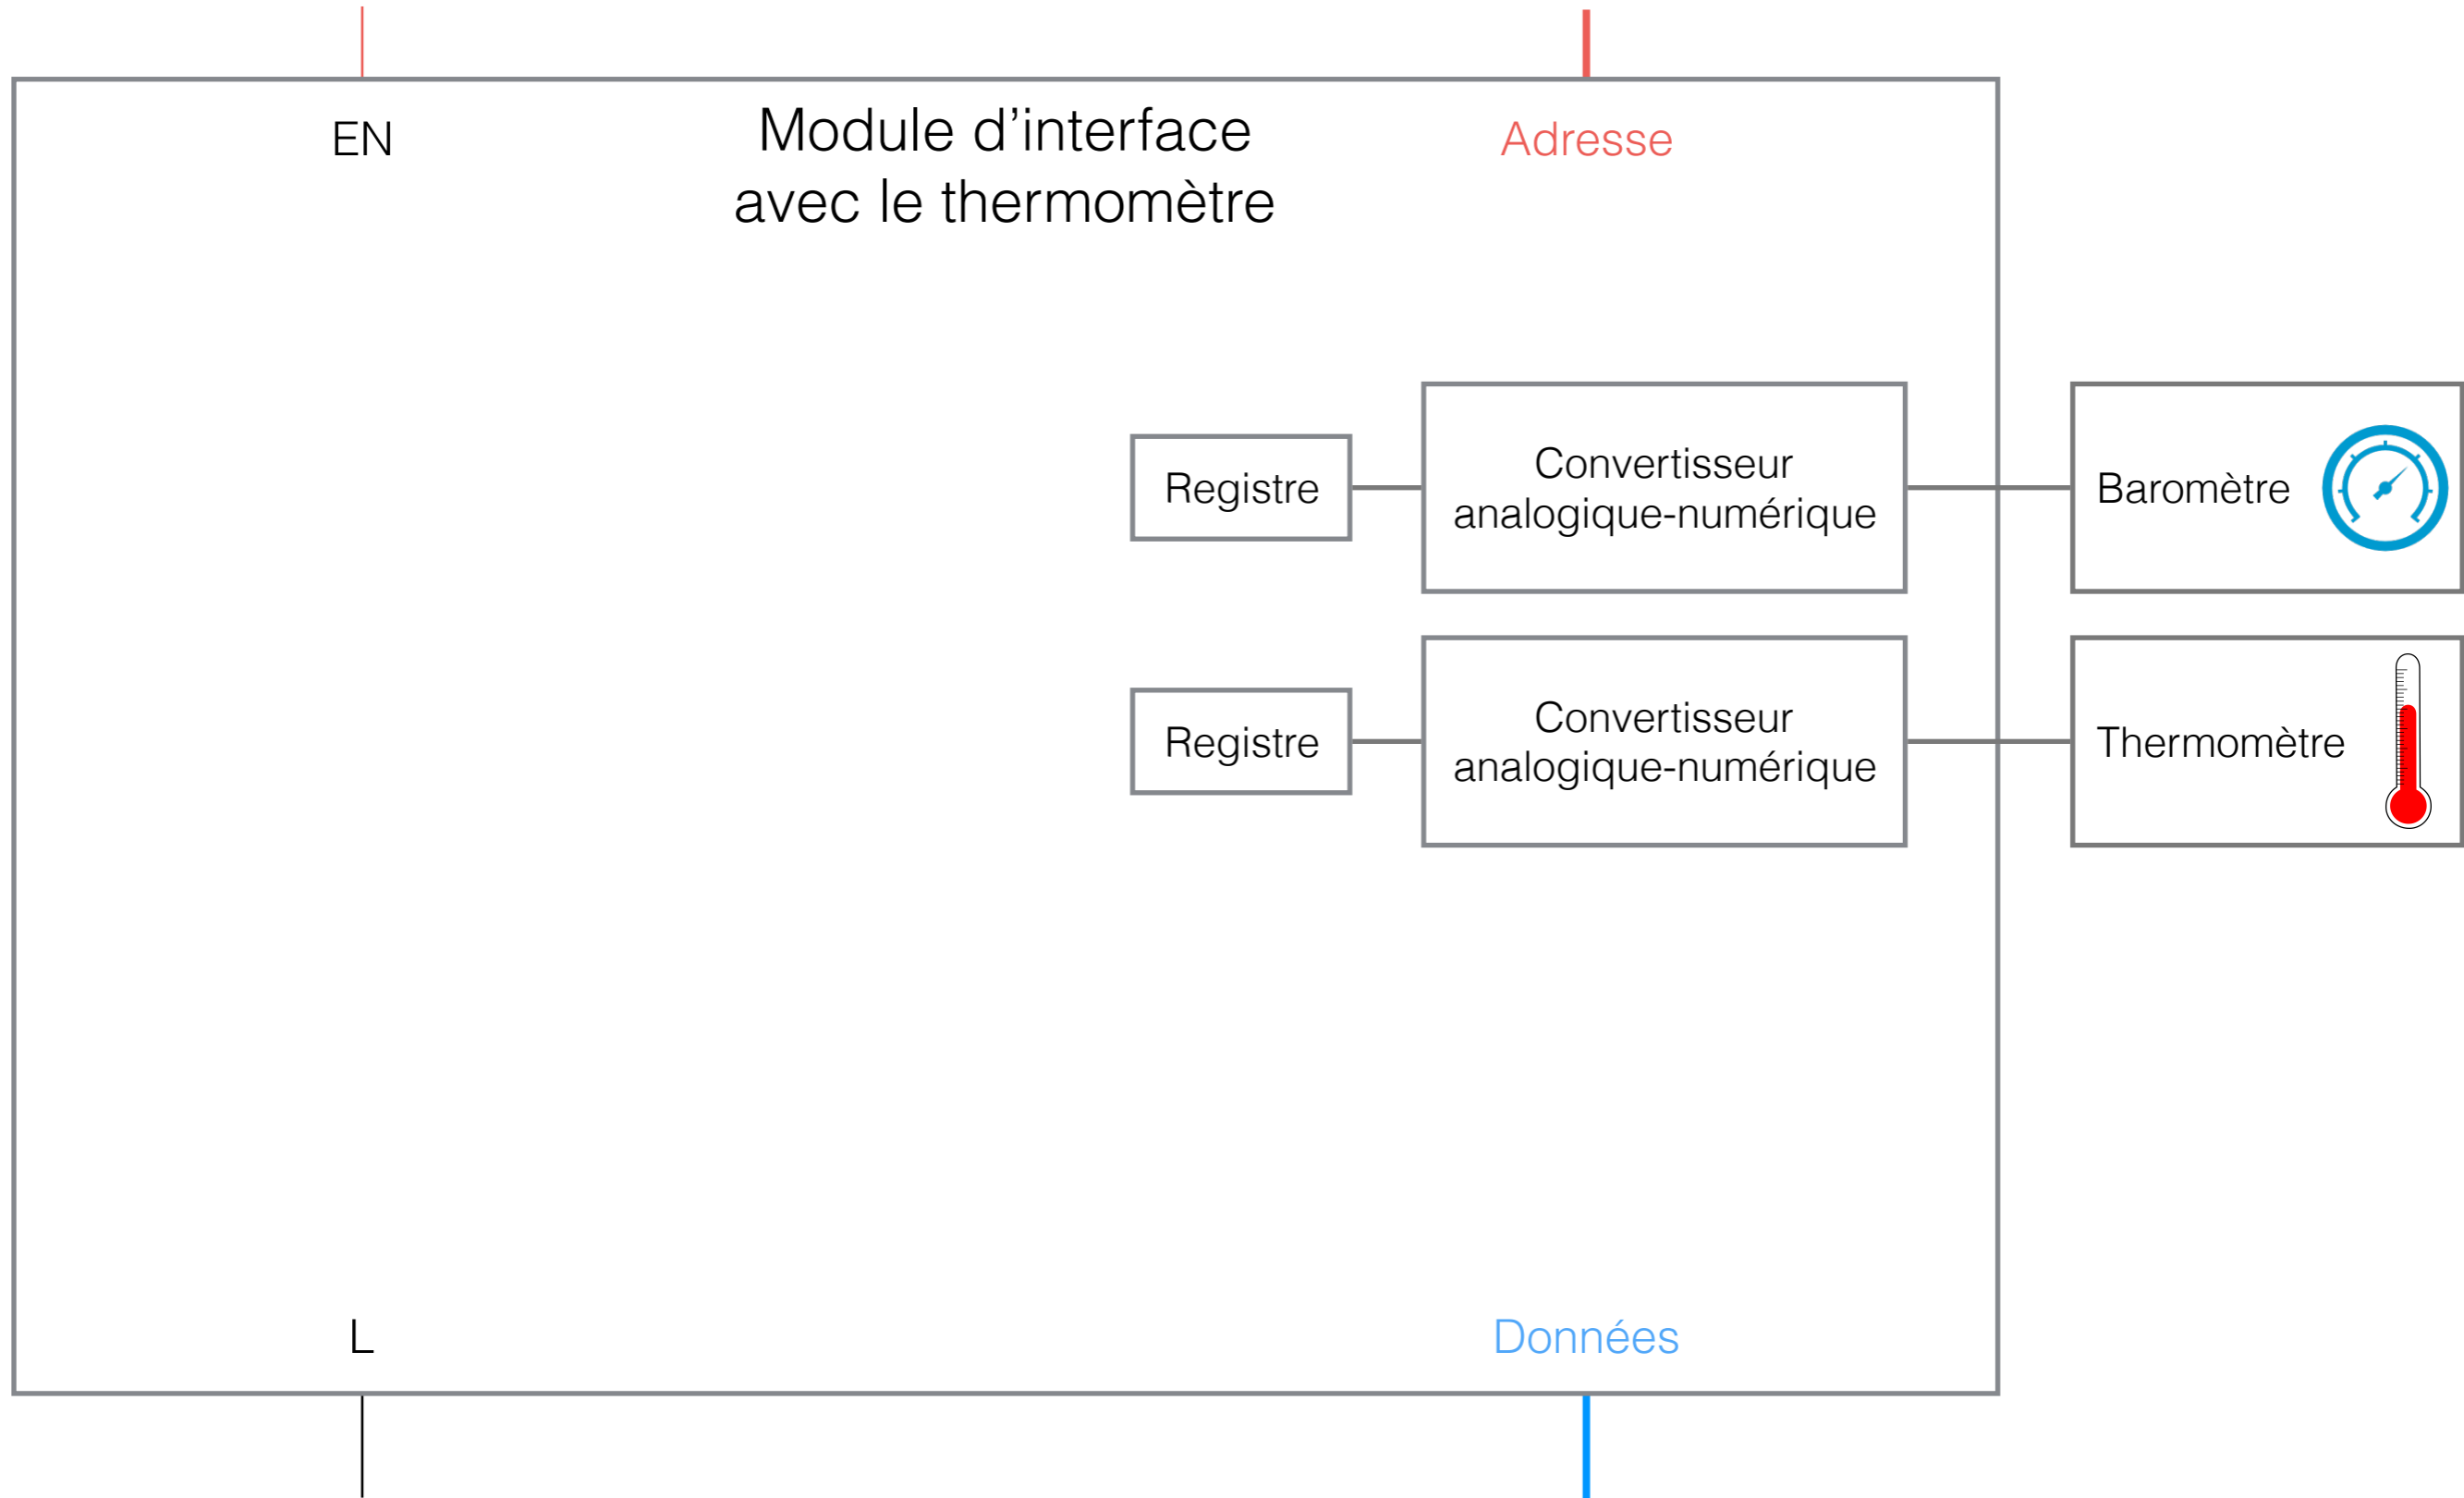 EN
Module d’interface
avec le thermomètre
Adresse
Registre
Convertisseur
analogique-numérique
Baromètre
Registre
Convertisseur
analogique-numérique
Thermomètre
L
Données